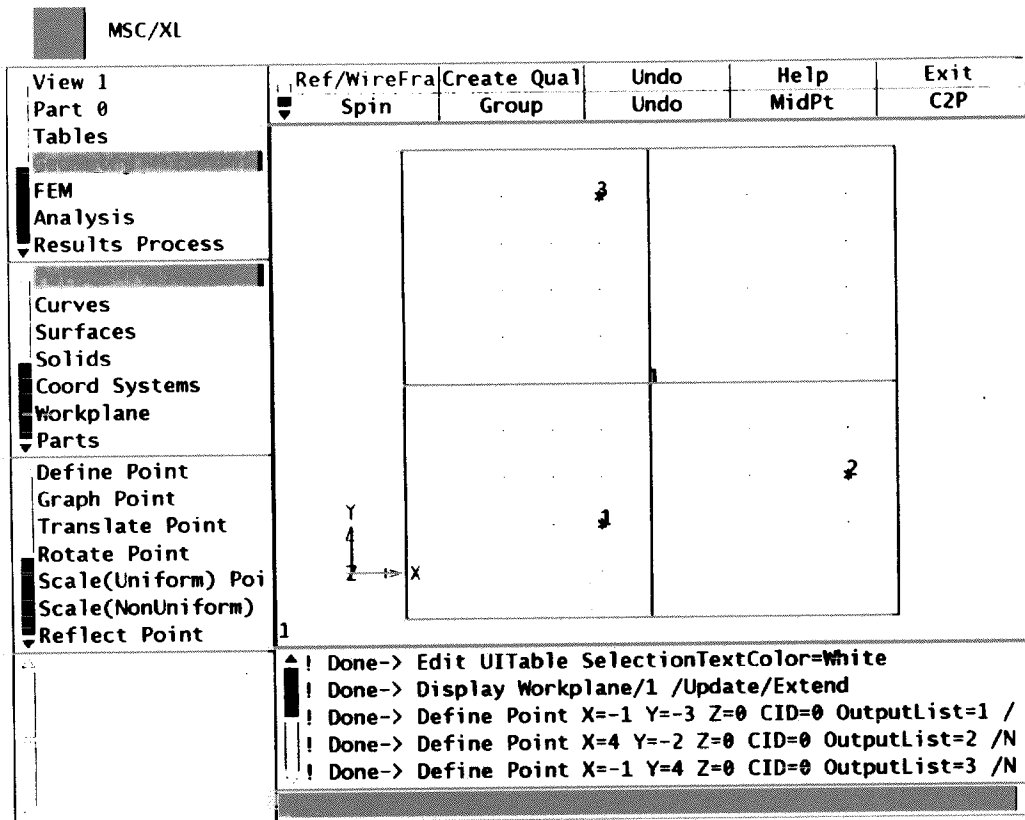 MSC/XL
View 1
Part 0
Tables
FEM
Analysis
Results Process
Curves
Surfaces
Solids
Coord Systems
Workplane
Parts
Define Point
Graph Point
Translate Point
Rotate Point
Scale(Uniform) Poi
Scale(NonUniform)
Reflect Point
Ref/WireFra Create Qual Undo Help Exit
Spin Group Undo MidPt C2P
3
2
1
Y
Z X
1
! Done-> Edit UITable SelectionTextColor=White
! Done-> Display Workplane/1 /Update/Extend
! Done-> Define Point X=-1 Y=-3 Z=0 CID=0 OutputList=1 /
! Done-> Define Point X=4 Y=-2 Z=0 CID=0 OutputList=2 /N
! Done-> Define Point X=-1 Y=4 Z=0 CID=0 OutputList=3 /N